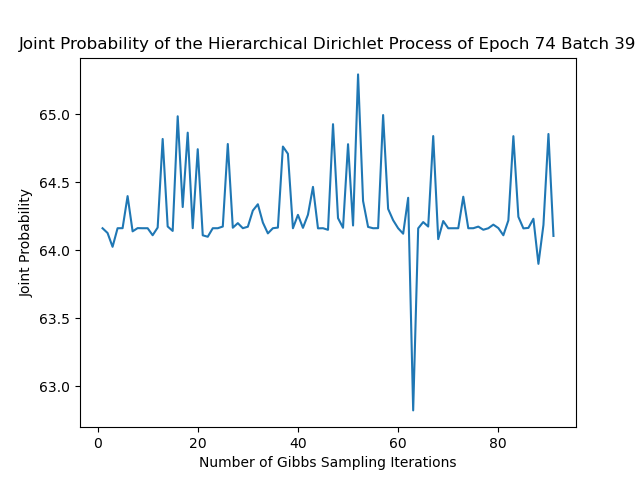 Joint Probability of the Hierarchical Dirichlet Process of Epoch 74 Batch 39
65.0
64.5
64.0
63.5
63.0
Joint Probability
0 20 40 60 80
Number of Gibbs Sampling Iterations